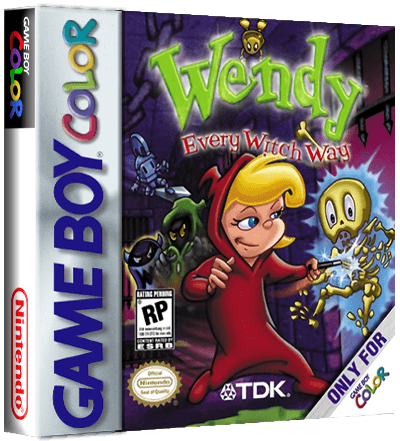 GAME BOY
COLOR
Nintendo
GAME BOY COLOR
Wendy
Every Witch Way
RATING PENDING
RP
CONTENT RATED BY
ESRB
Official
Nintendo
Seal of Quality
TDK
ONLY FOR
GAME BOY
COLOR